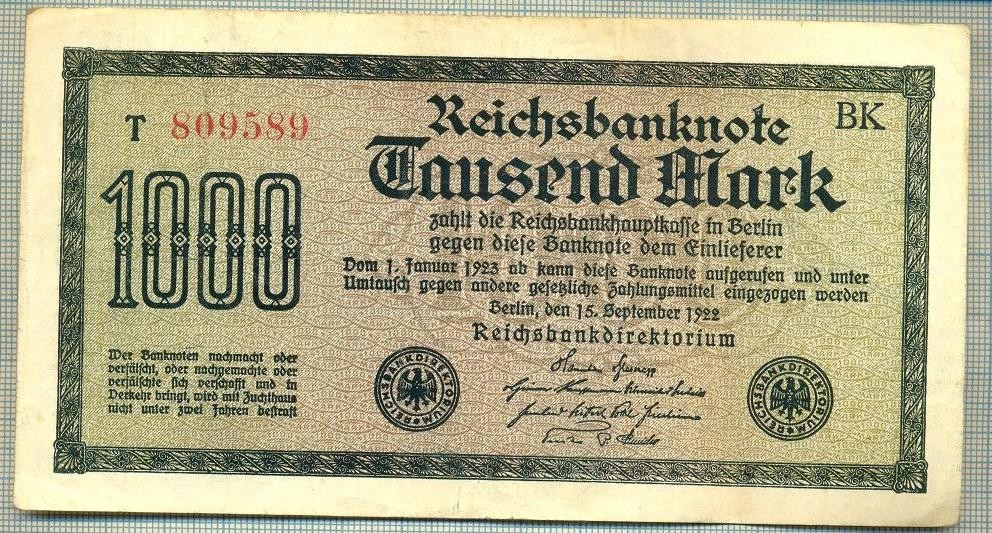 T 809589
BK
Reichsbanknote
Tausend Mark
1000
zahlt die Reichsbankhauptkasse in Berlin
gegen diese Banknote dem Einlieferer
Vom 1. Januar 1923 ab kann diese Banknote aufgerufen und unter
Umtausch gegen andere gesetzliche Zahlungsmittel eingezogen werden
Berlin, den 15. September 1922
Reichsbankdirektorium
Wer Banknoten nachmacht oder
verfälscht, oder nachgemachte oder
verfälschte sich verschafft und in
Verkehr bringt, wird mit Zuchthaus
nicht unter zwei Jahren bestraft
REICHSBANKDIREKTORIUM
REICHSBANKDIREKTORIUM